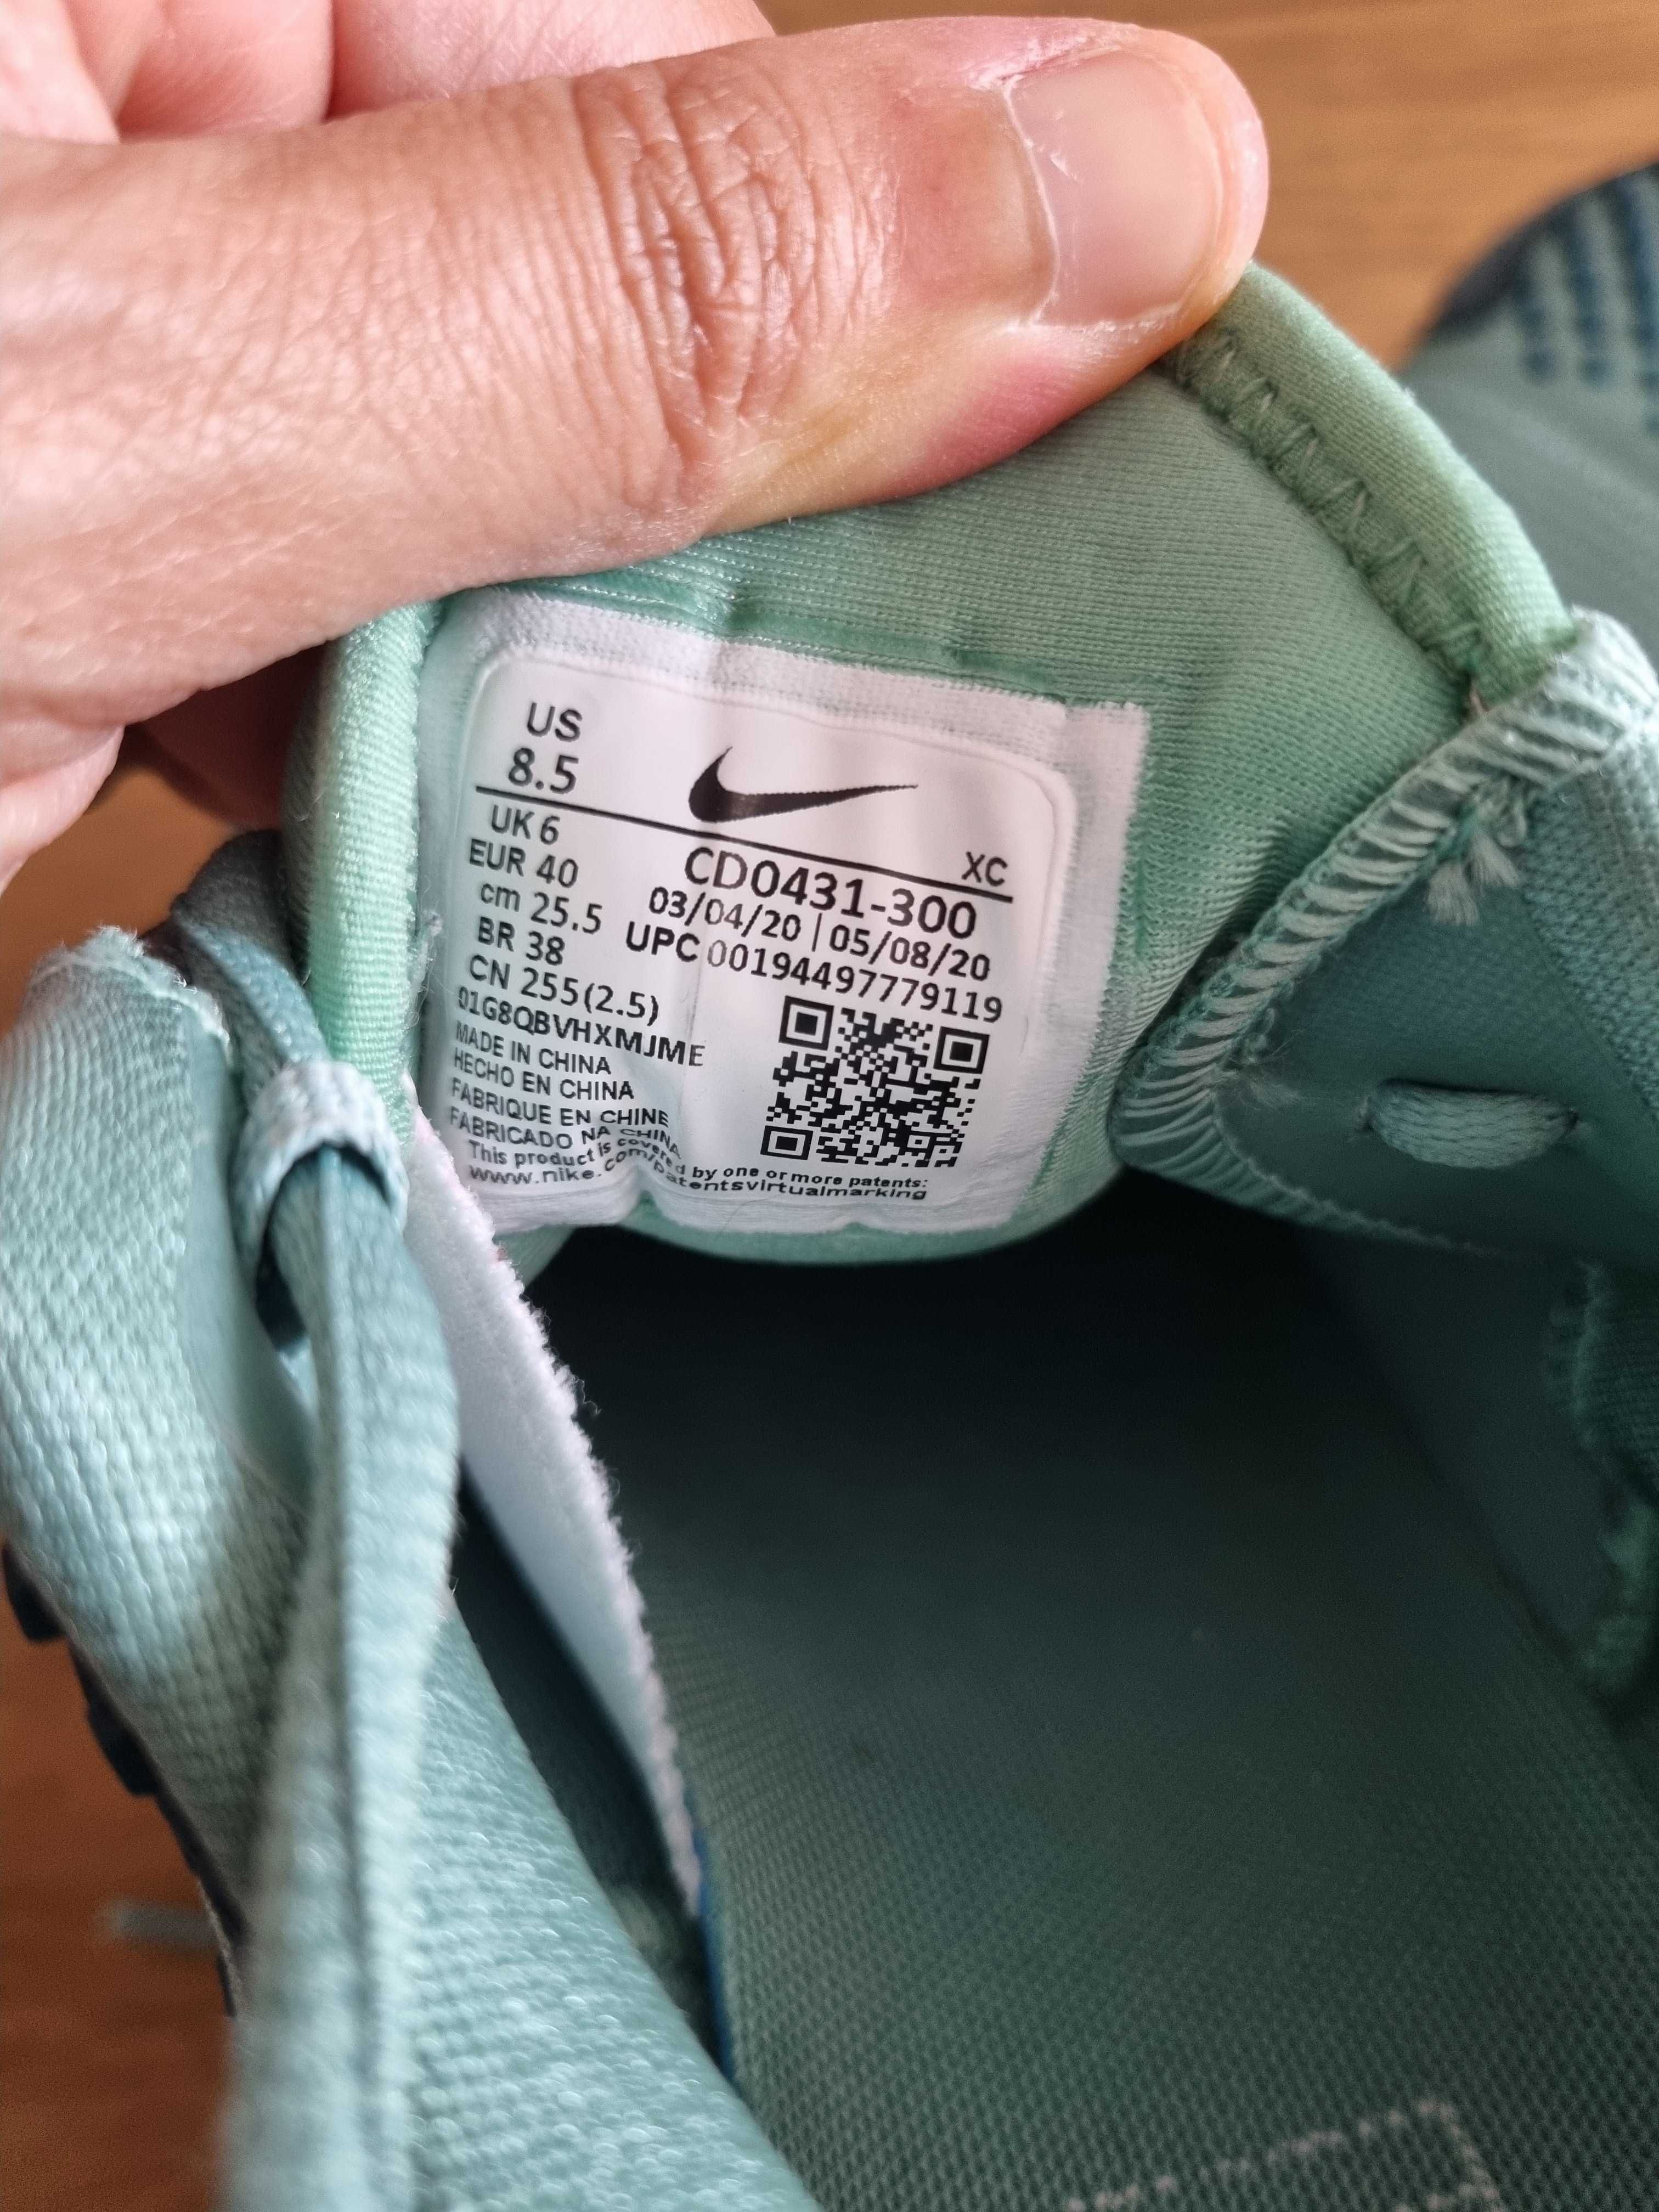 US
8.5
UK 6
EUR 40
cm 25.5
BR 38
CN 255(2.5)
01G8QBVHXMJME
MADE IN CHINA
HECHO EN CHINA
FABRIQUE EN CHINE
FABRICADO NA CHINA
XC
CD0431-300
03/04/20 | 05/08/20
UPC 00194497779119
This product is covered by one or more patents:
www.nike.com/patentsvirtualmarking